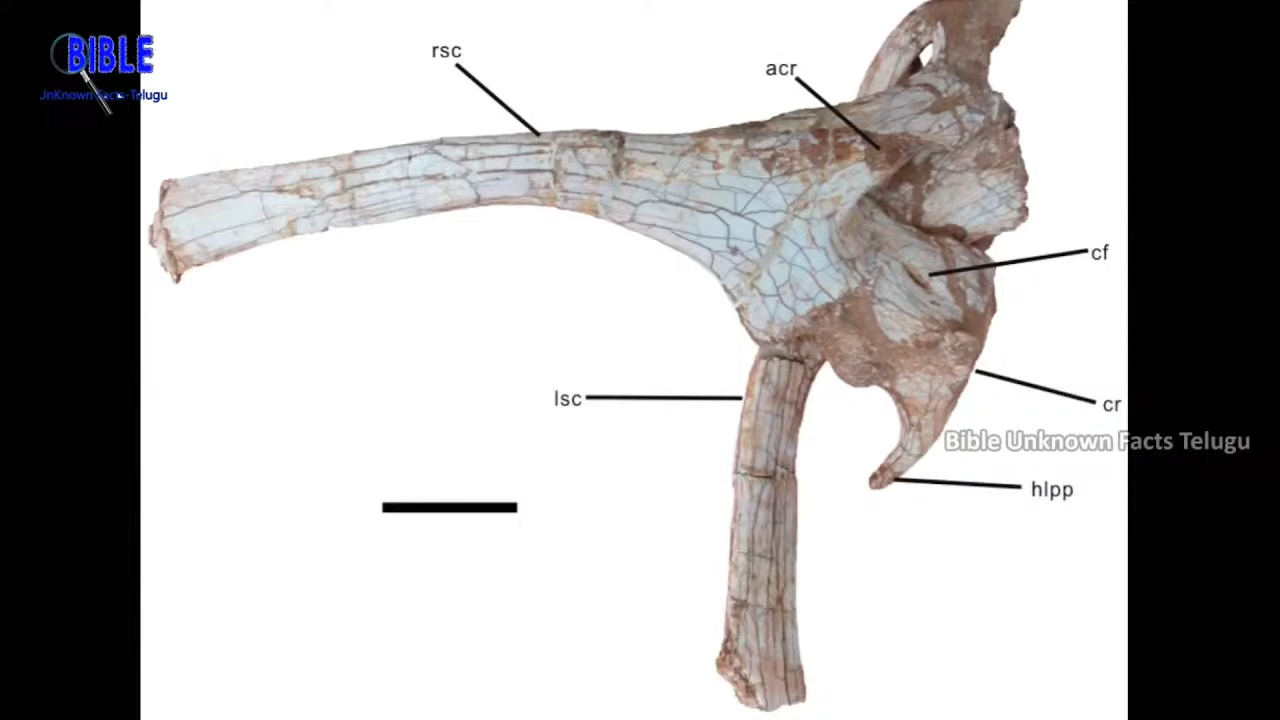 BIBLE
UnKnown Facts-Telugu
rsc
acr
cf
lsc
cr
Bible Unknown Facts Telugu
hlpp